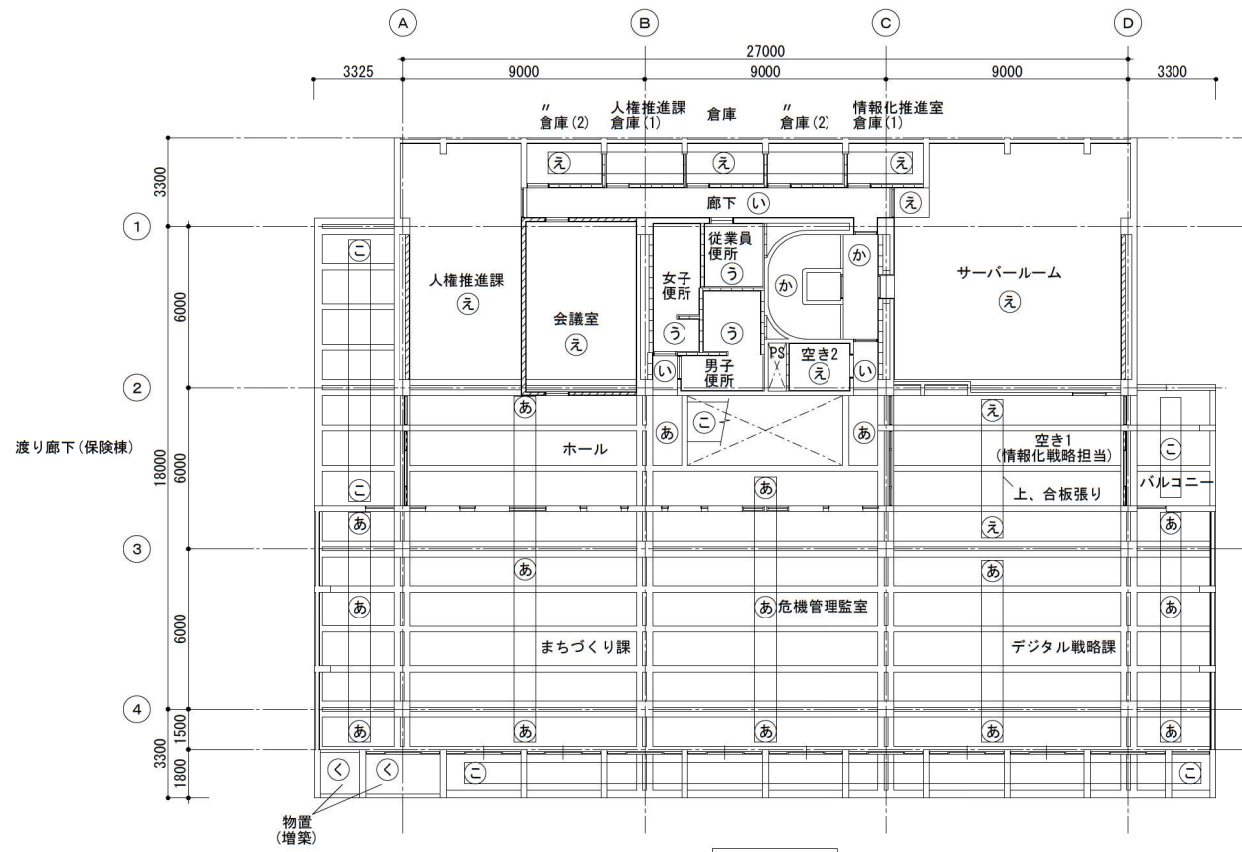 A
B
C
D
27000
3325
9000
9000
9000
3300
〃
倉庫(2)
人権推進課
倉庫(1)
倉庫
〃
倉庫(2)
情報化推進室
倉庫(1)
3300
え
え
え
廊下 い
え
1
こ
人権推進課
え
会議室
え
女子
便所
う
従業員
便所
う
う
男子
便所
か
か
サーバールーム
え
6000
PS
空き2
え
い
い
2
あ
こ
あ
あ
え
渡り廊下(保険棟)
18000
6000
ホール
空き1
(情報化戦略担当)
こ
バルコニー
こ
あ
上、合板張り
あ
え
あ
3
あ
あ
あ
あ 危機管理監室
あ
6000
まちづくり課
デジタル戦略課
4
あ
あ
あ
あ
あ
1500
3300
1800
く
く
こ
こ
物置
(増築)